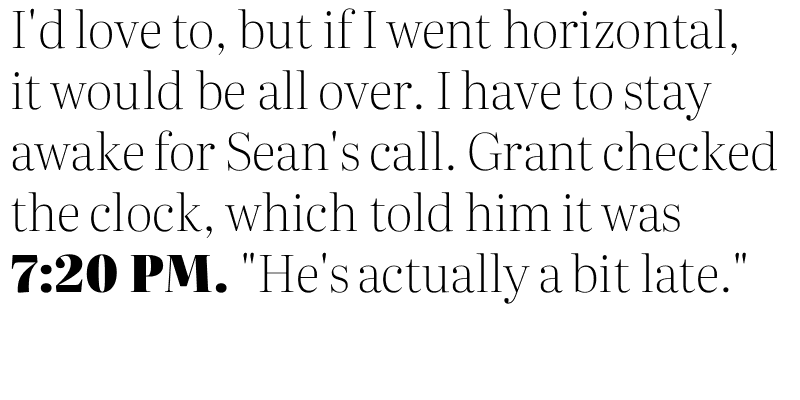 I'd love to, but if I went horizontal,
it would be all over. I have to stay
awake for Sean's call. Grant checked
the clock, which told him it was
7:20 PM. "He's actually a bit late."